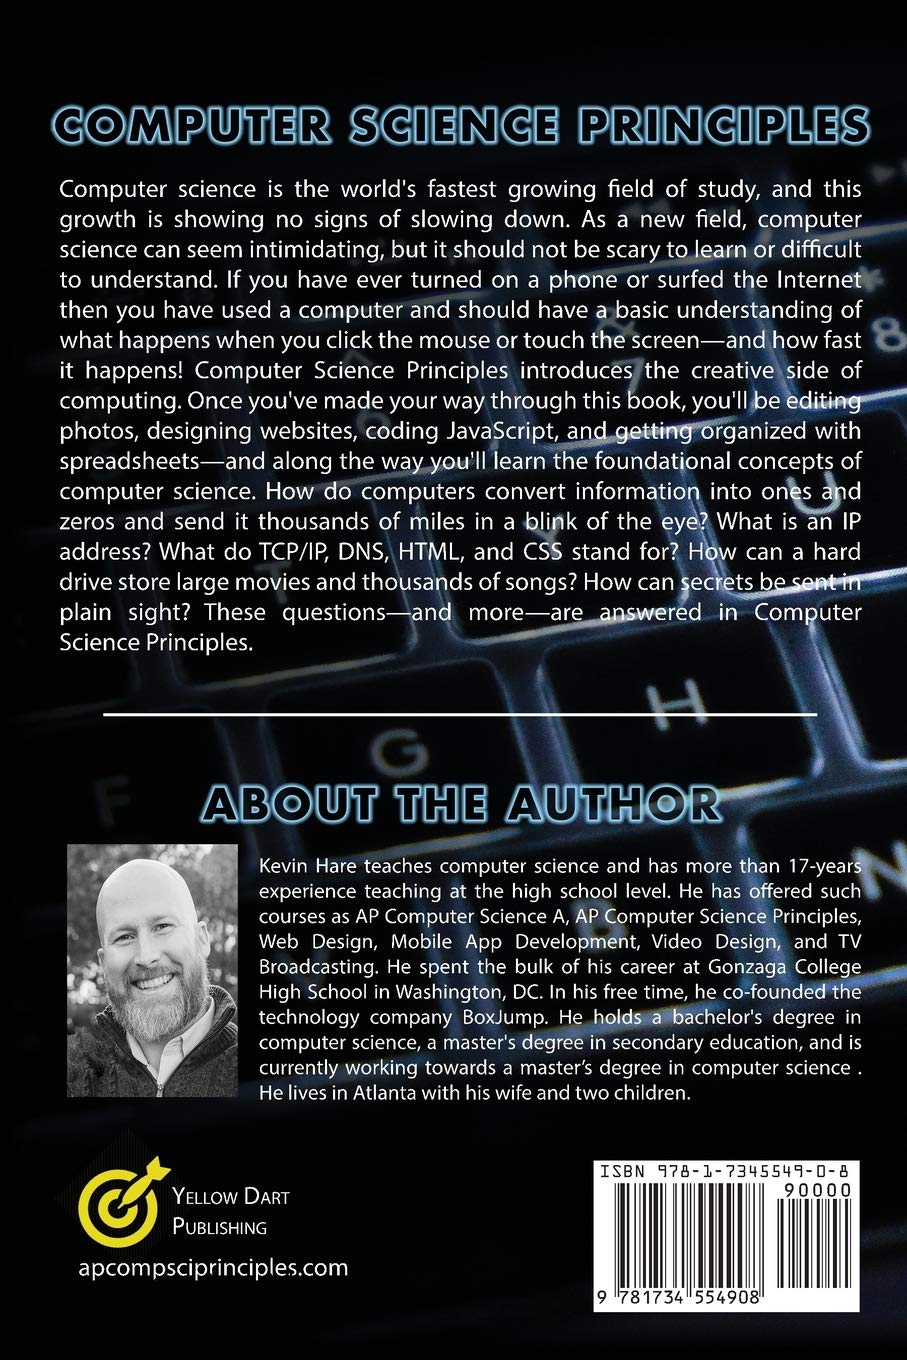 COMPUTER SCIENCE PRINCIPLES
Computer science is the world's fastest growing field of study, and this
growth is showing no signs of slowing down. As a new field, computer
science can seem intimidating, but it should not be scary to learn or difficult
to understand. If you have ever turned on a phone or surfed the Internet
then you have used a computer and should have a basic understanding of
what happens when you click the mouse or touch the screen—and how fast
it happens! Computer Science Principles introduces the creative side of
computing. Once you've made your way through this book, you'll be editing
photos, designing websites, coding JavaScript, and getting organized with
spreadsheets—and along the way you'll learn the foundational concepts of
computer science. How do computers convert information into ones and
zeros and send it thousands of miles in a blink of the eye? What is an IP
address? What do TCP/IP, DNS, HTML, and CSS stand for? How can a hard
drive store large movies and thousands of songs? How can secrets be sent in
plain sight? These questions—and more—are answered in Computer
Science Principles.
8
7
U
Y
T
H
G
F
B
N
ABOUT THE AUTHOR
Kevin Hare teaches computer science and has more than 17-years
experience teaching at the high school level. He has offered such
courses as AP Computer Science A, AP Computer Science Principles,
Web Design, Mobile App Development, Video Design, and TV
Broadcasting. He spent the bulk of his career at Gonzaga College
High School in Washington, DC. In his free time, he co-founded the
technology company BoxJump. He holds a bachelor's degree in
computer science, a master's degree in secondary education, and is
currently working towards a master’s degree in computer science .
He lives in Atlanta with his wife and two children.
YELLOW DART
PUBLISHING
apcompsciprinciples.com
ISBN 978-1-7345549-0-8
90000
9 781734 554908